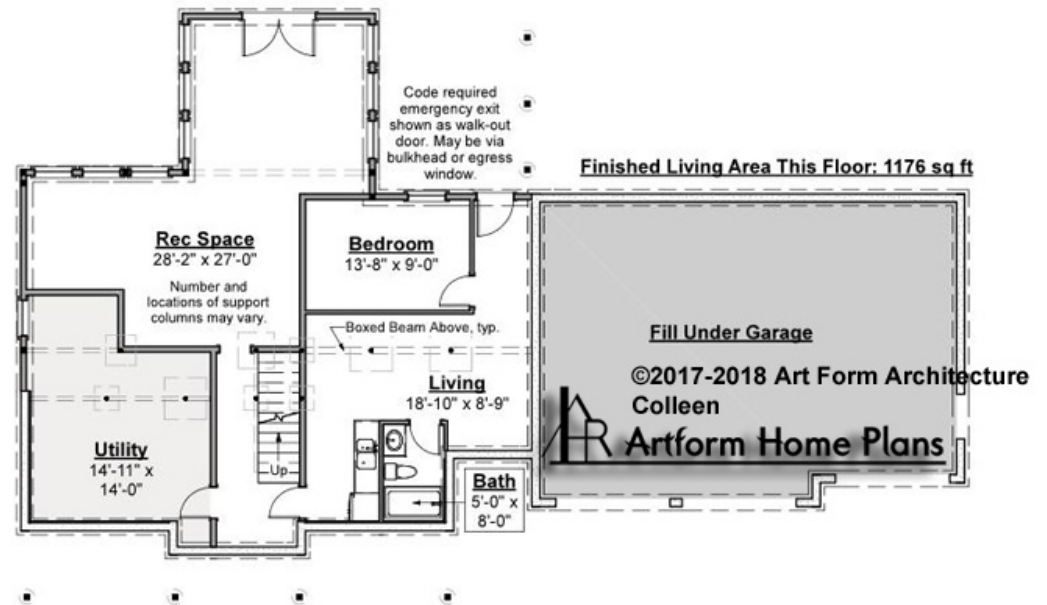 Code required
emergency exit
shown as walk-out
door. May be via
bulkhead or egress
window.
Finished Living Area This Floor: 1176 sq ft
Rec Space
28'-2" x 27'-0"
Number and
locations of support
columns may vary.
Bedroom
13'-8" x 9'-0"
Boxed Beam Above, typ.
Fill Under Garage
©2017-2018 Art Form Architecture
Colleen
AFR Artform Home Plans
Living
18'-10" x 8'-9"
Utility
14'-11" x
14'-0"
Up
Bath
5'-0" x
8'-0"